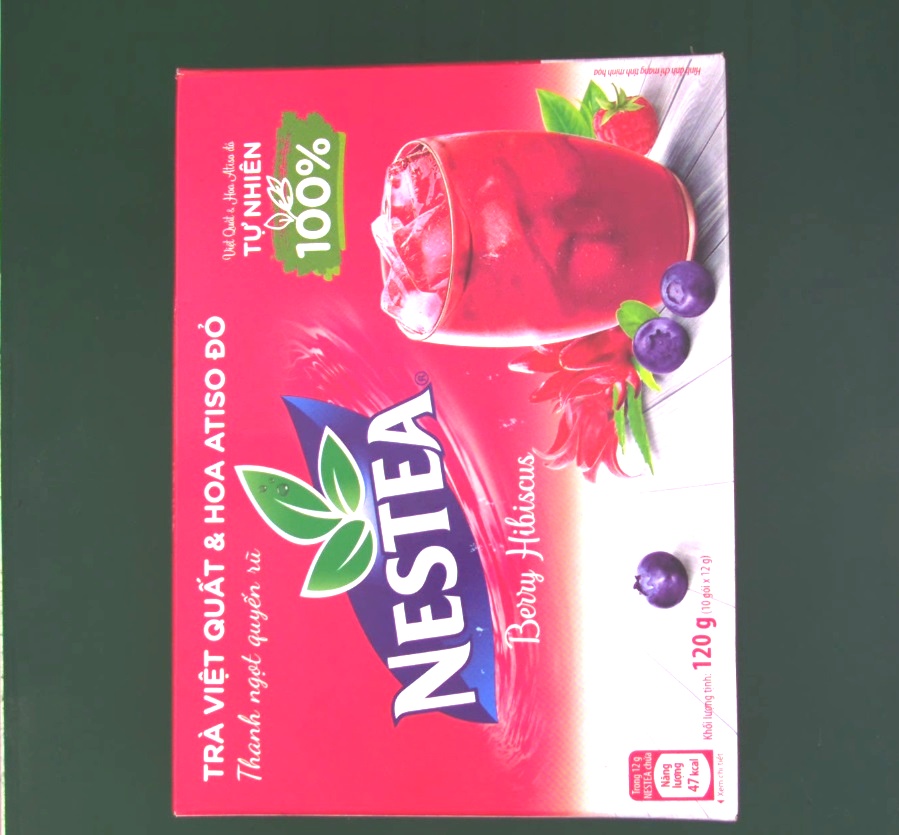 TRÀ VIỆT QUẤT & HOA ATISO ĐỎ
Thanh ngọt quyến rũ
Việt Quất & Hoa Atiso đỏ
TỰ NHIÊN
100%
NESTEA®
Berry Hibiscus
Trong 12 g
NESTEA chứa
Năng
lượng
47 kcal
Xem chi tiết
Khối lượng tịnh: 120 g (10 gói x 12 g)
Hình ảnh chỉ mang tính minh họa